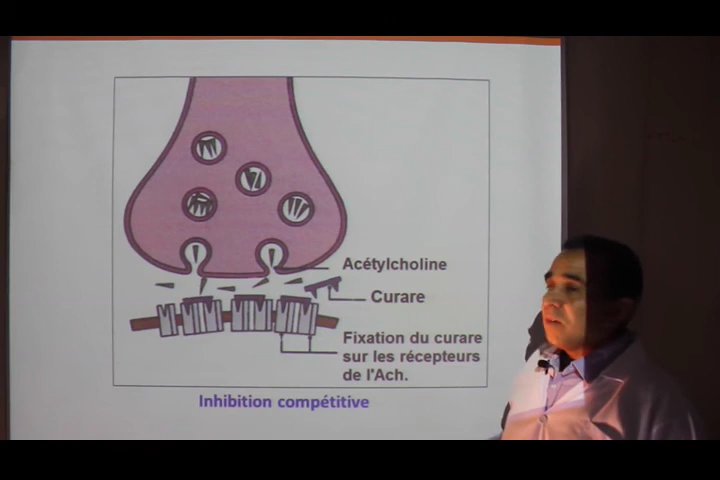 Acétylcholine
Curare
Fixation du curare
sur les récepteurs
de l'Ach.
Inhibition compétitive